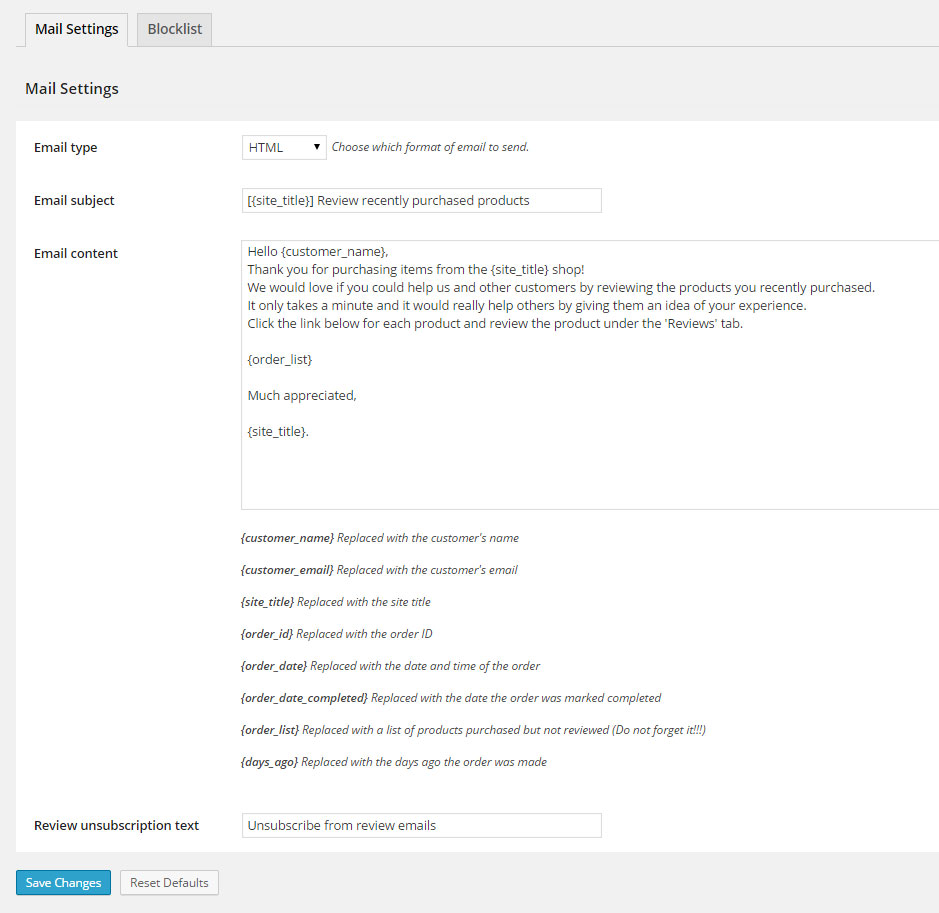 Mail Settings
Blocklist
Mail Settings
Email type
HTML
Choose which format of email to send.
Email subject
[{site_title}] Review recently purchased products
Email content
Hello {customer_name},
Thank you for purchasing items from the {site_title} shop!
We would love if you could help us and other customers by reviewing the products you recently purchased.
It only takes a minute and it would really help others by giving them an idea of your experience.
Click the link below for each product and review the product under the 'Reviews' tab.
{order_list}
Much appreciated,
{site_title}.
{customer_name} Replaced with the customer's name
{customer_email} Replaced with the customer's email
{site_title} Replaced with the site title
{order_id} Replaced with the order ID
{order_date} Replaced with the date and time of the order
{order_date_completed} Replaced with the date the order was marked completed
{order_list} Replaced with a list of products purchased but not reviewed (Do not forget it!!!)
{days_ago} Replaced with the days ago the order was made
Review unsubscription text
Unsubscribe from review emails
Save Changes
Reset Defaults